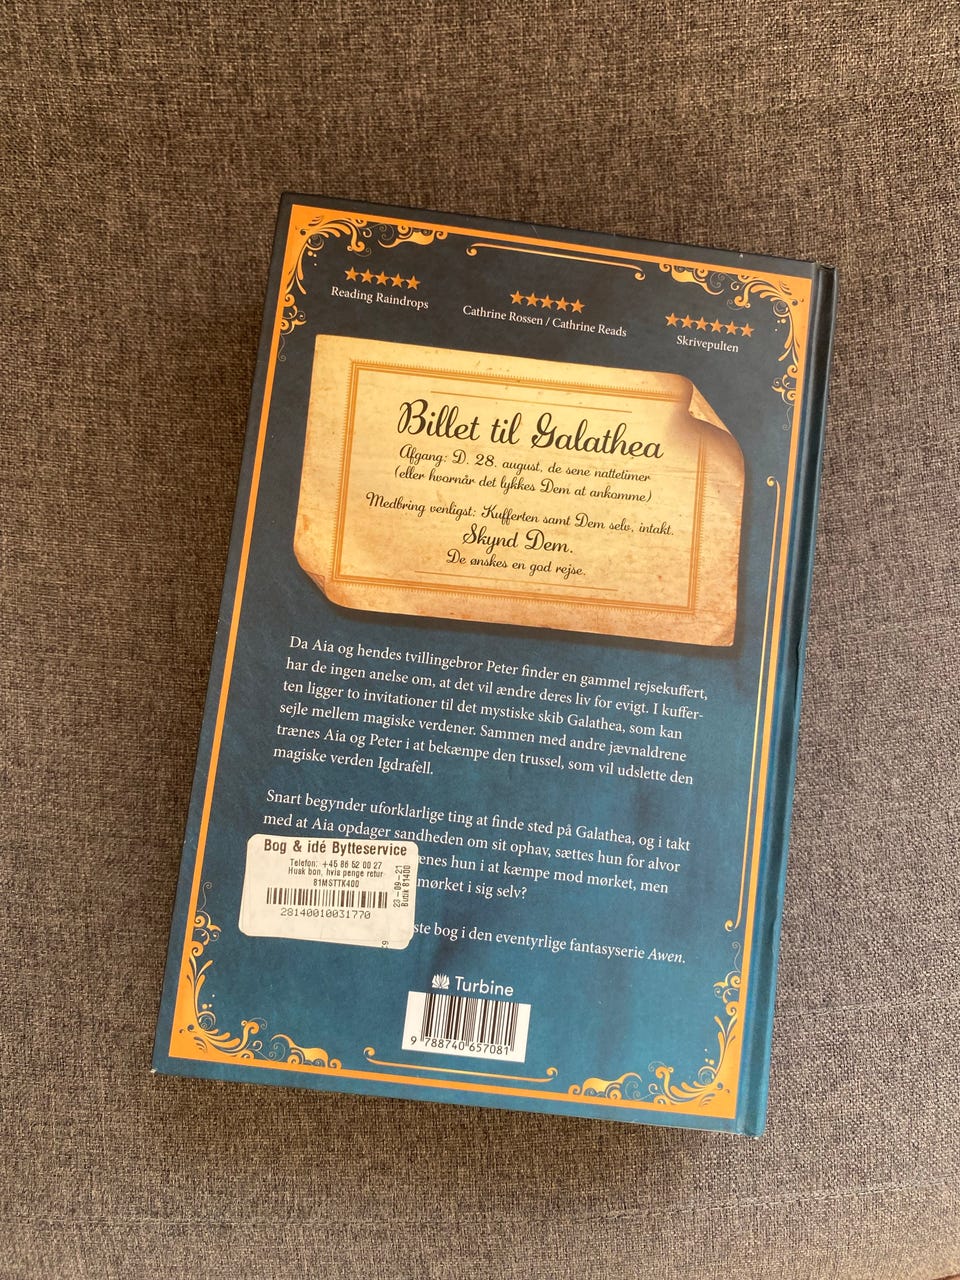 ★★★★★
Reading Raindrops
★★★★★
Cathrine Rossen / Cathrine Reads
★★★★★★
Skrivepulten
Billet til Galathea
Afgang: D. 28. august, de sene nattetimer
(eller hvornår det lykkes Dem at ankomme)
Medbring venligst: Kufferten samt Dem selv, intakt.
Skynd Dem.
De ønskes en god rejse.
Da Aia og hendes tvillingebror Peter finder en gammel rejsekuffert,
har de ingen anelse om, at det vil ændre deres liv for evigt. I kuffer-
ten ligger to invitationer til det mystiske skib Galathea, som kan
sejle mellem magiske verdener. Sammen med andre jævnaldrene
trænes Aia og Peter i at bekæmpe den trussel, som vil udslette den
magiske verden Igdrafell.
Snart begynder uforklarlige ting at finde sted på Galathea, og i takt
med at Aia opdager sandheden om sit ophav, sættes hun for alvor
hun i at kæmpe mod mørket, men
mørket i sig selv?
bog i den eventyrlige fantasyserie Awen.
Bog & idé Bytteservice
Telefon: +45 86 52 00 27
Husk bon, hvis penge retur
81MSTTK400
28140010031770
23-09-21
Butik 81400
Turbine
9 788740 657081